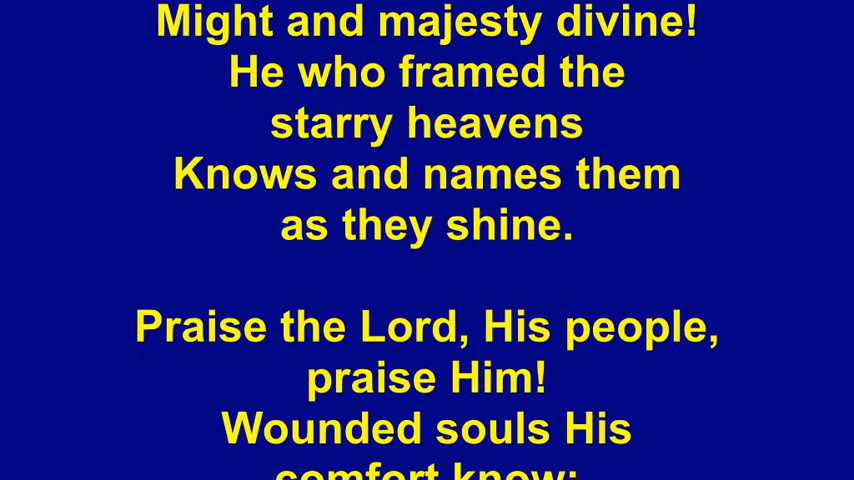 Might and majesty divine!
He who framed the
starry heavens
Knows and names them
as they shine.
Praise the Lord, His people,
praise Him!
Wounded souls His
comfort know;